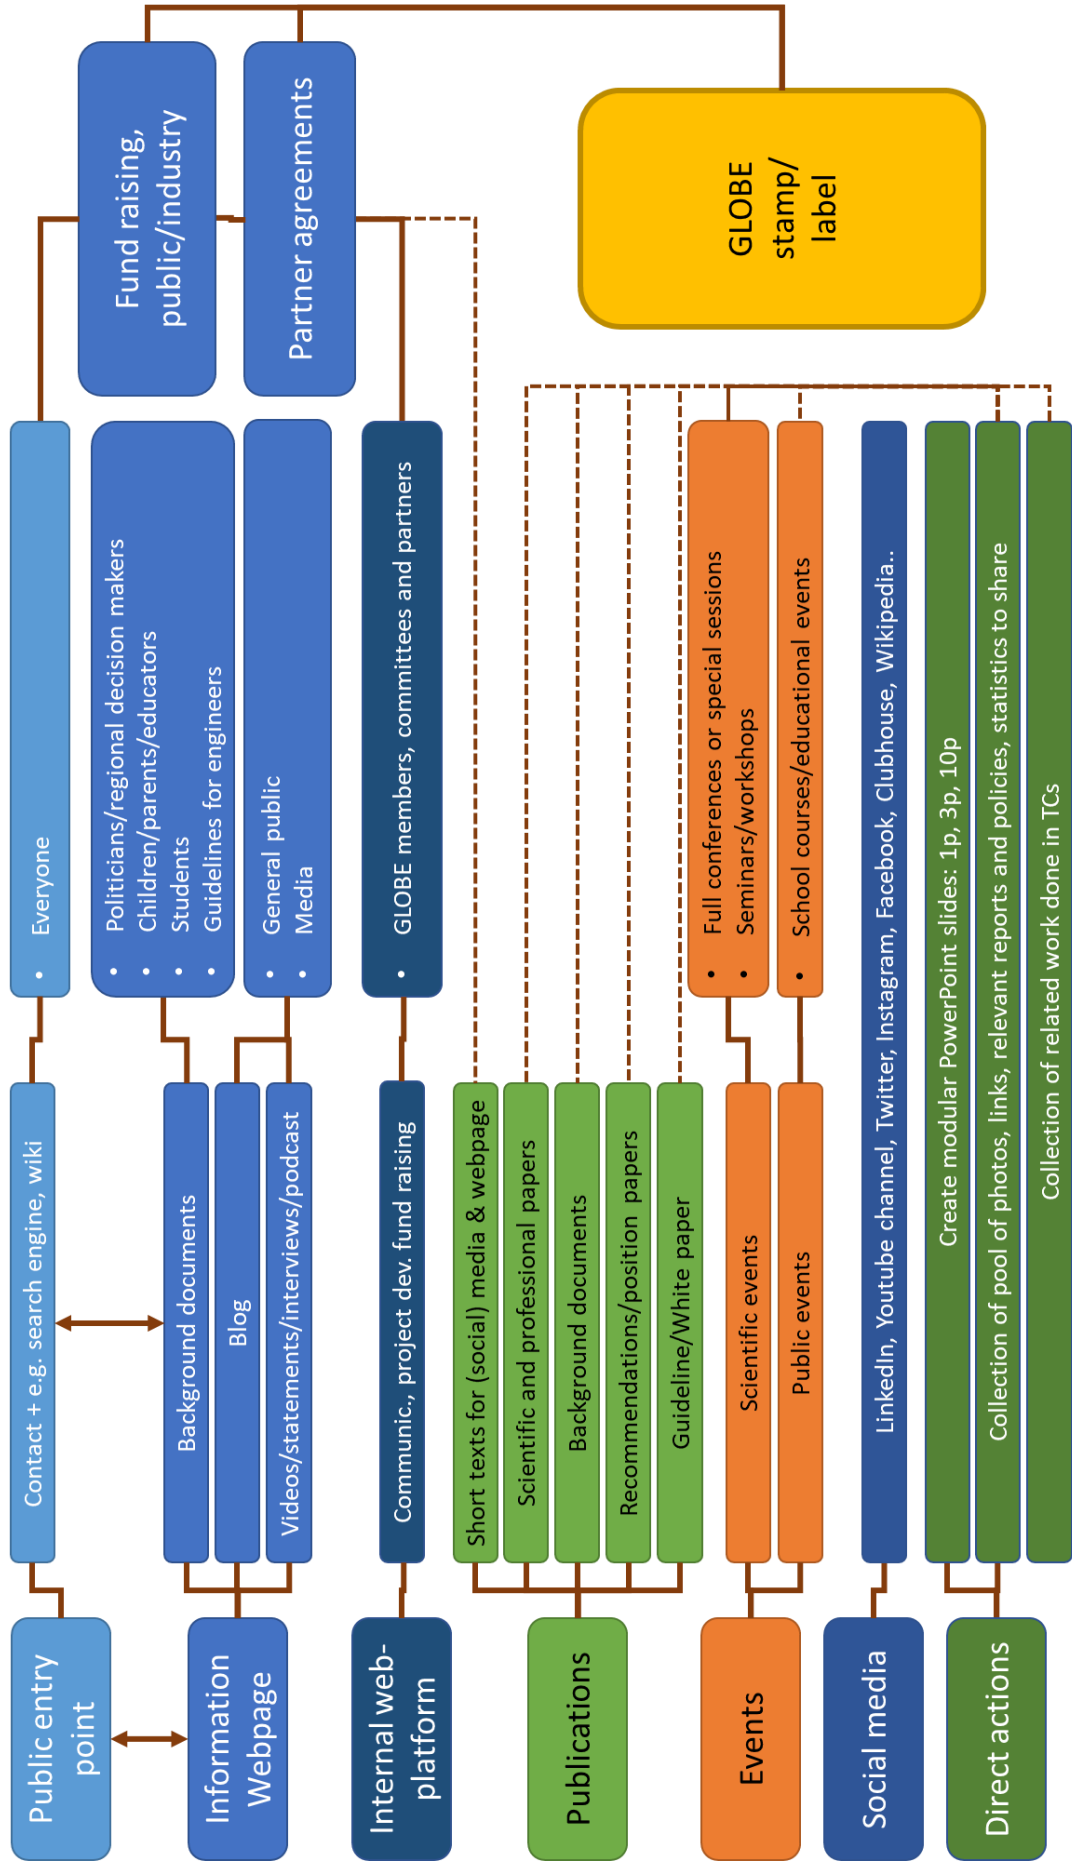 Public entry
point
Contact + e.g. search engine, wiki
• Everyone
Fund raising,
public/industry
Information
Webpage
Background documents
Blog
Videos/statements/interviews/podcast
• Politicians/regional decision makers
• Children/parents/educators
• Students
• Guidelines for engineers
• General public
• Media
Partner agreements
Internal web-
platform
Communic., project dev. fund raising
• GLOBE members, committees and partners
Publications
Short texts for (social) media & webpage
Scientific and professional papers
Background documents
Recommendations/position papers
Guideline/White paper
GLOBE
stamp/
label
Events
Scientific events
Public events
• Full conferences or special sessions
Seminars/workshops
• School courses/educational events
Social media
LinkedIn, Youtube channel, Twitter, Instagram, Facebook, Clubhouse, Wikipedia..
Direct actions
Create modular PowerPoint slides: 1p, 3p, 10p
Collection of pool of photos, links, relevant reports and policies, statistics to share
Collection of related work done in TCs